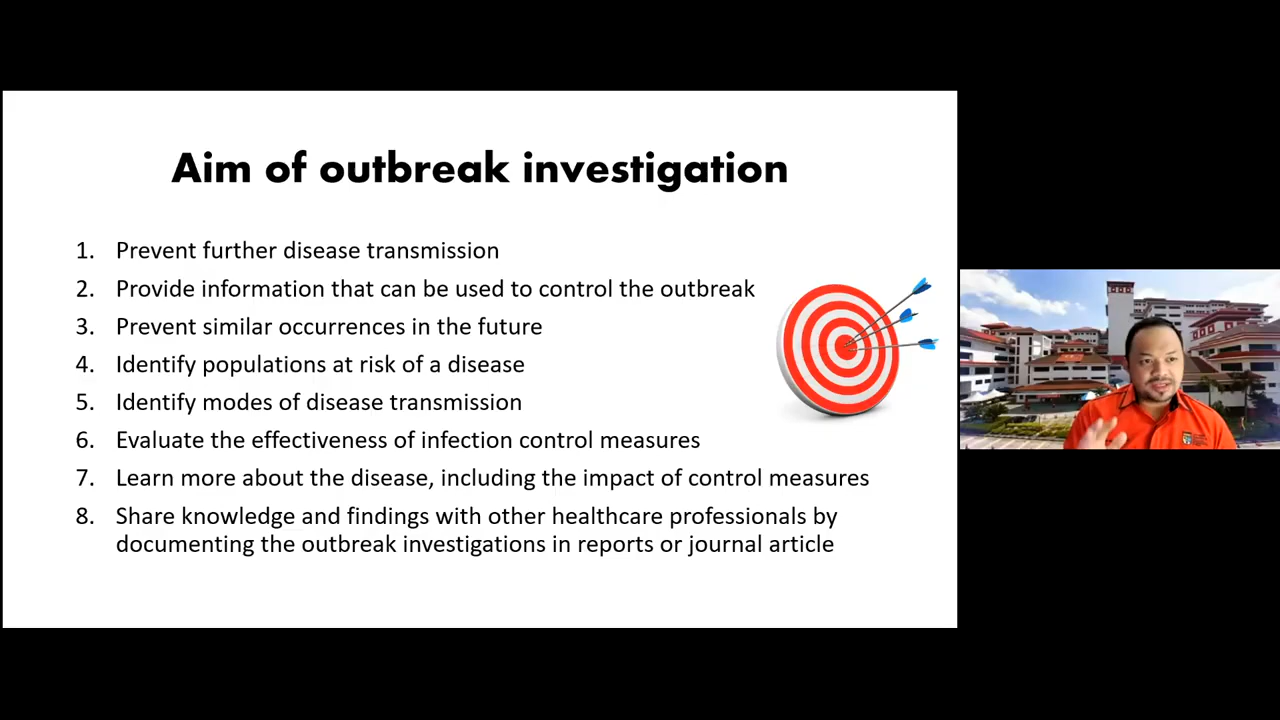 Aim of outbreak investigation
1. Prevent further disease transmission
2. Provide information that can be used to control the outbreak
3. Prevent similar occurrences in the future
4. Identify populations at risk of a disease
5. Identify modes of disease transmission
6. Evaluate the effectiveness of infection control measures
7. Learn more about the disease, including the impact of control measures
8. Share knowledge and findings with other healthcare professionals by
documenting the outbreak investigations in reports or journal article